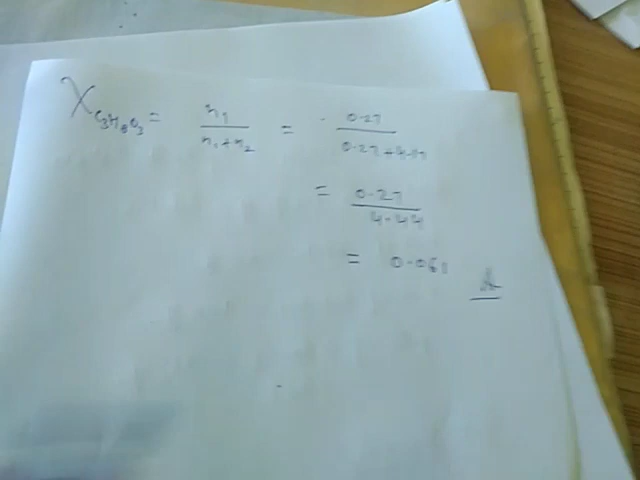 χ C₃H₈O₃ = n₁ / n₁ + n₂ = 0.27 / 0.27 + 4.17
= 0.27 / 4.44
= 0.061